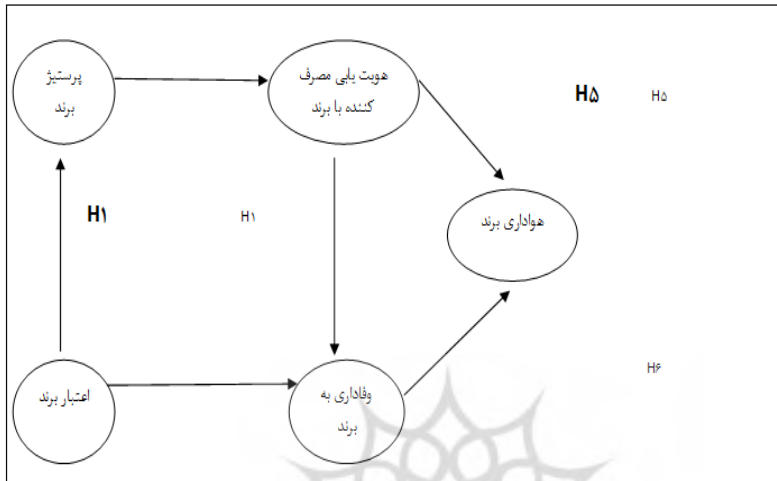 پرستیژ
برند
هویت یابی مصرف
کننده با برند
H۵
H۵
هواداری برند
H۱
H۱
اعتبار برند
وفاداری به
برند
H۶